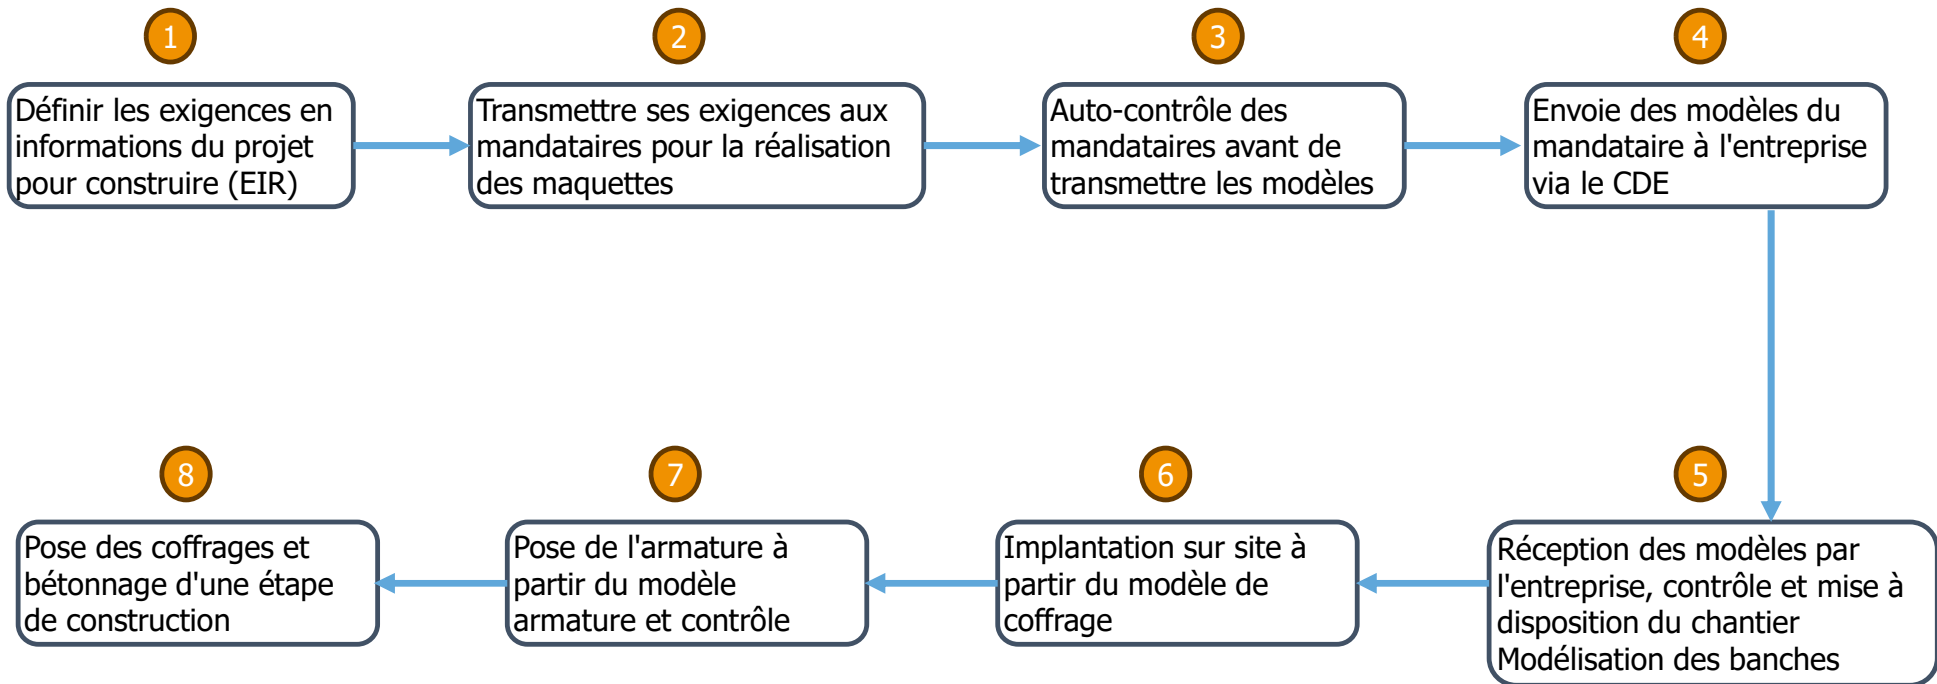 1
Définir les exigences en
informations du projet
pour construire (EIR)
2
Transmettre ses exigences aux
mandataires pour la réalisation
des maquettes
3
Auto-contrôle des
mandataires avant de
transmettre les modèles
4
Envoie des modèles du
mandataire à l'entreprise
via le CDE
5
Réception des modèles par
l'entreprise, contrôle et mise à
disposition du chantier
Modélisation des banches
6
Implantation sur site à
partir du modèle de
coffrage
7
Pose de l'armature à
partir du modèle
armature et contrôle
8
Pose des coffrages et
bétonnage d'une étape
de construction